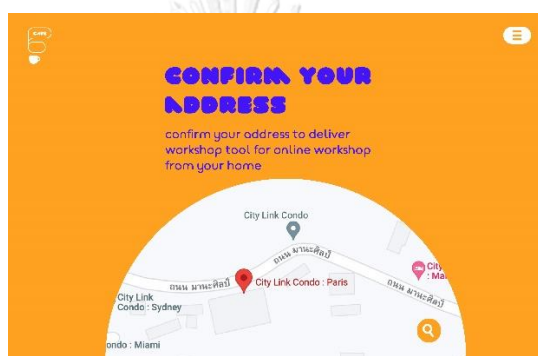 CONFIRM YOUR
ADDRESS
confirm your address to deliver
workshop tool for online workshop
from your home
City Link Condo
ถนน มานะศิลป์
City Link Condo : Paris
City
: Ma
ถนน มานะศิลป์
ถนน มานะศิลป์
City Link
Condo : Sydney
ondo : Miami